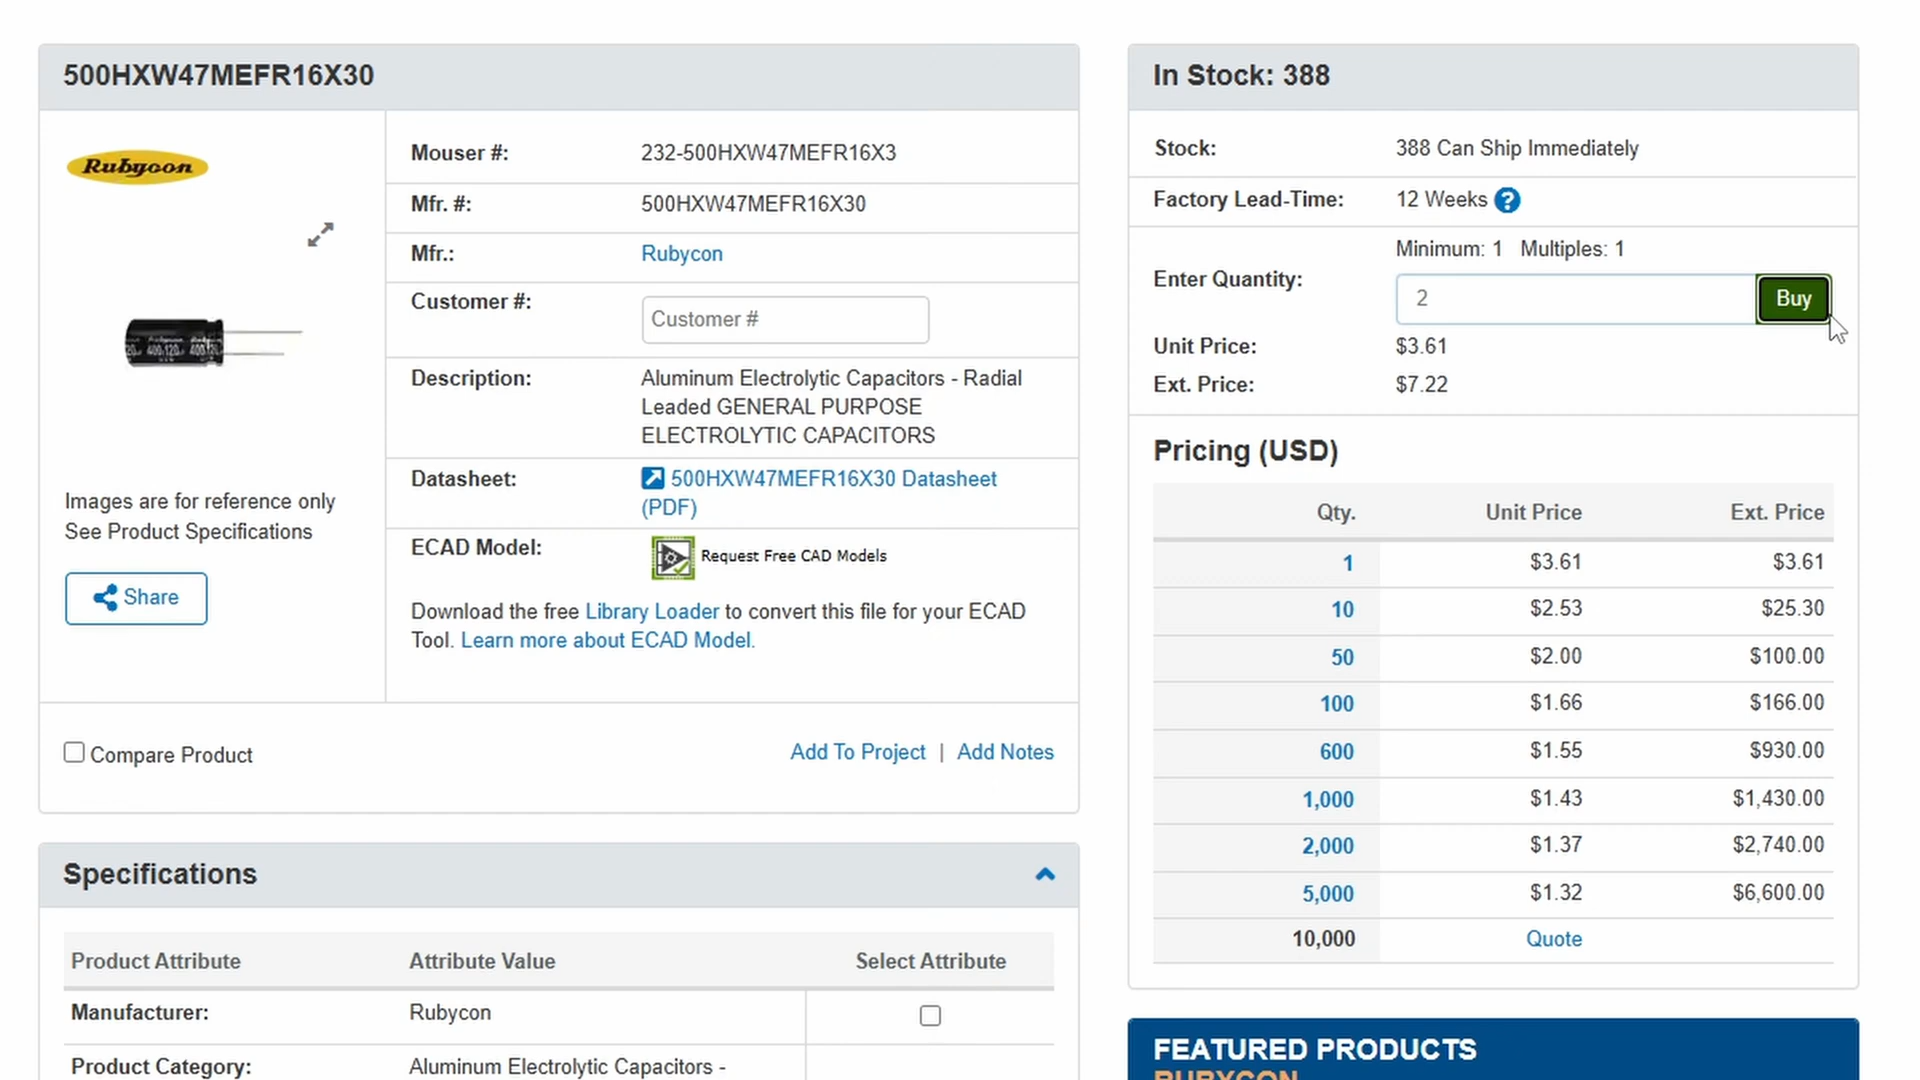 500HXW47MEFR16X30
Rubycon
Images are for reference only
See Product Specifications
Share
Mouser #: 232-500HXW47MEFR16X3
Mfr. #: 500HXW47MEFR16X30
Mfr.: Rubycon
Customer #: Customer #
Description: Aluminum Electrolytic Capacitors - Radial
Leaded GENERAL PURPOSE
ELECTROLYTIC CAPACITORS
Datasheet: 500HXW47MEFR16X30 Datasheet
(PDF)
ECAD Model: Request Free CAD Models
Download the free Library Loader to convert this file for your ECAD
Tool. Learn more about ECAD Model.
Compare Product
Add To Project | Add Notes
Specifications
Product Attribute Attribute Value Select Attribute
Manufacturer: Rubycon
Product Category: Aluminum Electrolytic Capacitors -
In Stock: 388
Stock: 388 Can Ship Immediately
Factory Lead-Time: 12 Weeks ?
Minimum: 1 Multiples: 1
Enter Quantity: 2 Buy
Unit Price: $3.61
Ext. Price: $7.22
Pricing (USD)
Qty. Unit Price Ext. Price
1 $3.61 $3.61
10 $2.53 $25.30
50 $2.00 $100.00
100 $1.66 $166.00
600 $1.55 $930.00
1,000 $1.43 $1,430.00
2,000 $1.37 $2,740.00
5,000 $1.32 $6,600.00
10,000 Quote
FEATURED PRODUCTS
RUBYCON